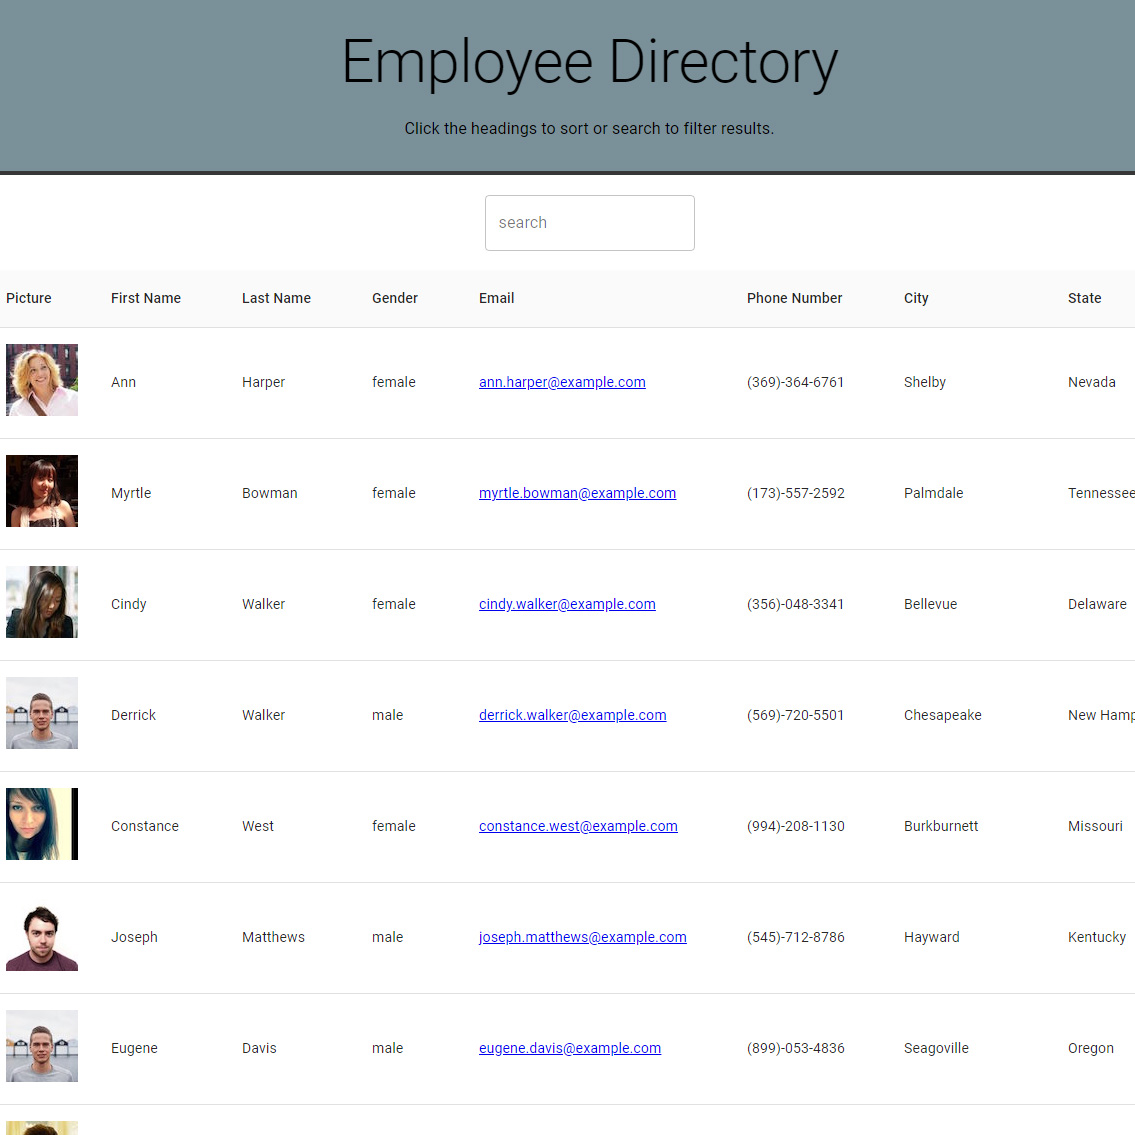 Employee Directory
Click the headings to sort or search to filter results.
search
Picture First Name Last Name Gender Email Phone Number City State
Ann Harper female ann.harper@example.com (369)-364-6761 Shelby Nevada
Myrtle Bowman female myrtle.bowman@example.com (173)-557-2592 Palmdale Tennessee
Cindy Walker female cindy.walker@example.com (356)-048-3341 Bellevue Delaware
Derrick Walker male derrick.walker@example.com (569)-720-5501 Chesapeake New Hamp
Constance West female constance.west@example.com (994)-208-1130 Burkburnett Missouri
Joseph Matthews male joseph.matthews@example.com (545)-712-8786 Hayward Kentucky
Eugene Davis male eugene.davis@example.com (899)-053-4836 Seagoville Oregon